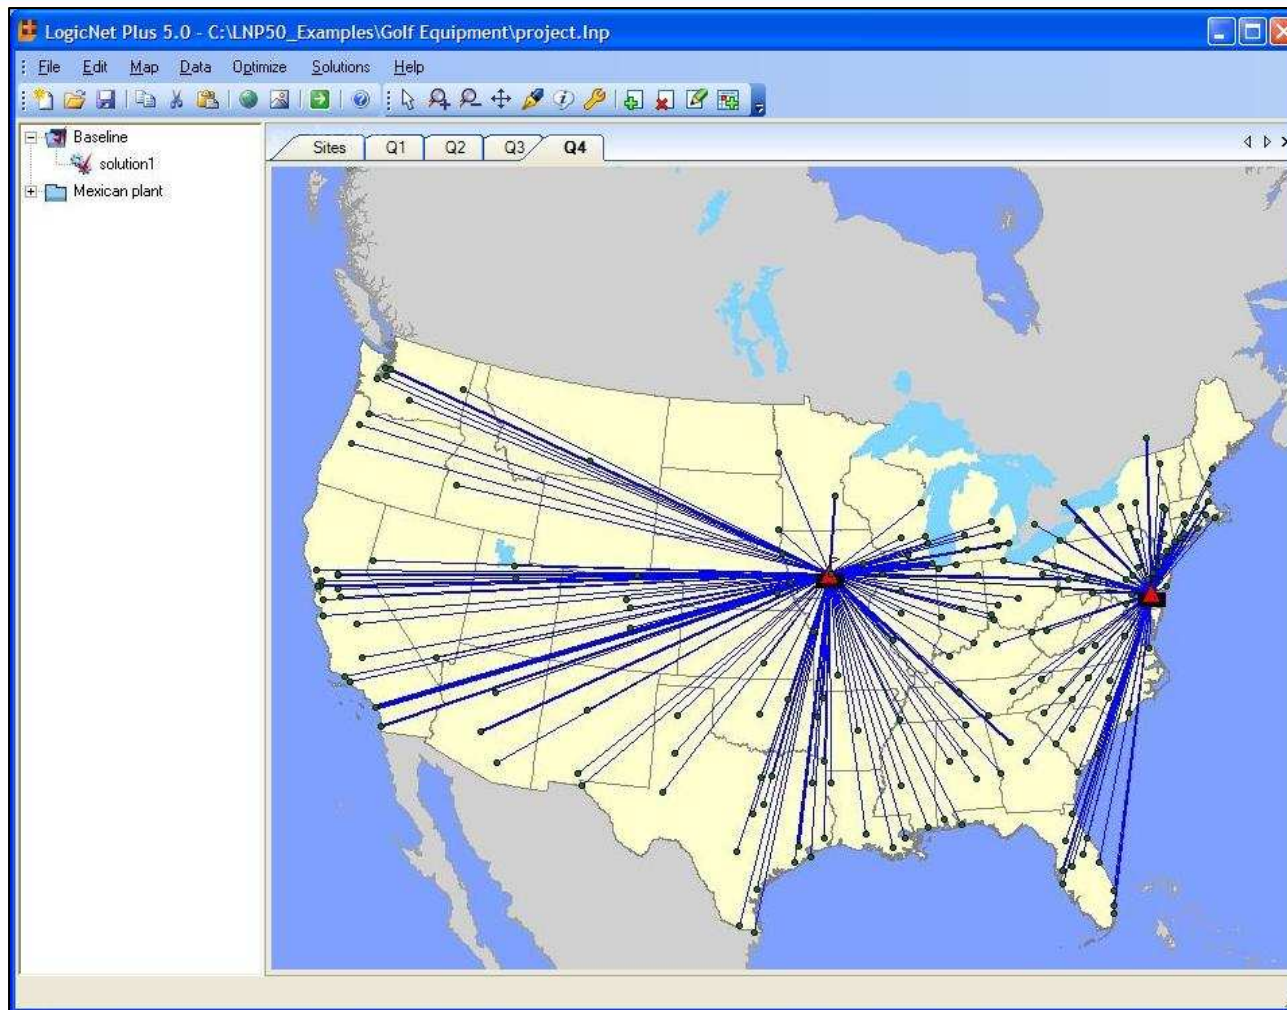 LogicNet Plus 5.0 - C:\LNP50_Examples\Golf Equipment\project.lnp
File Edit Map Data Optimize Solutions Help
Baseline
solution1
Mexican plant
Sites Q1 Q2 Q3 Q4